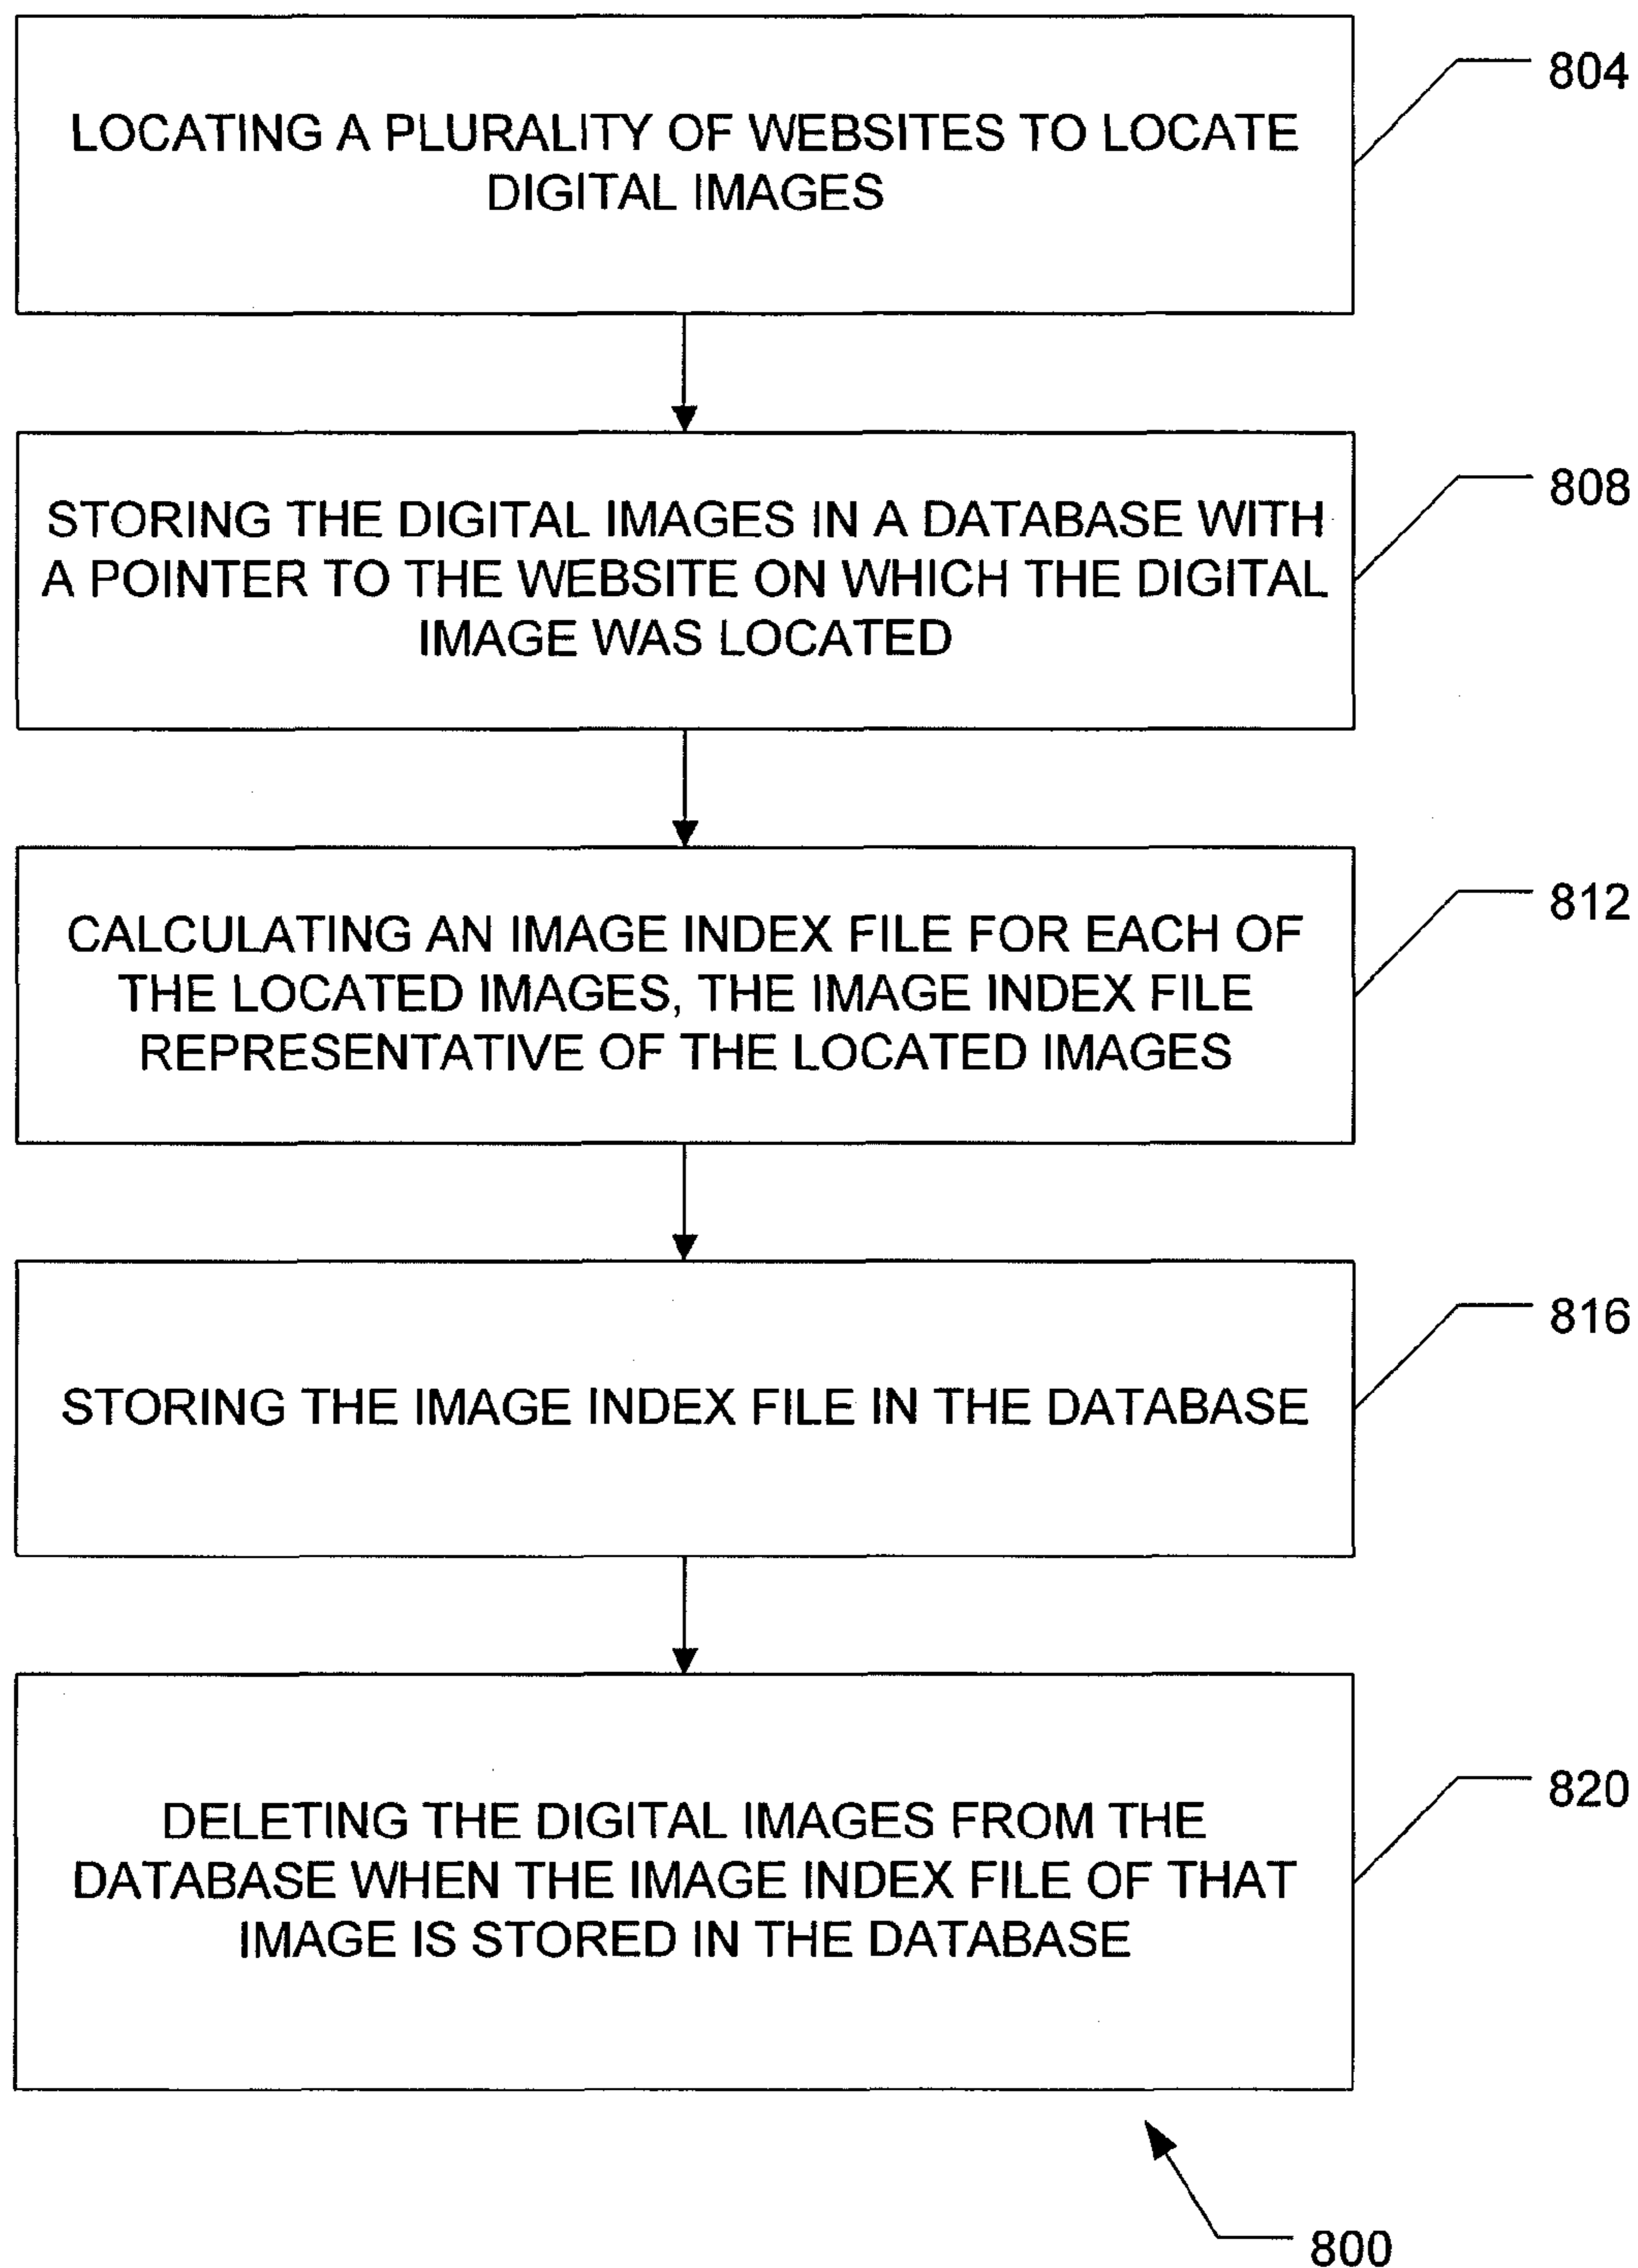 804
LOCATING A PLURALITY OF WEBSITES TO LOCATE
DIGITAL IMAGES
808
STORING THE DIGITAL IMAGES IN A DATABASE WITH
A POINTER TO THE WEBSITE ON WHICH THE DIGITAL
IMAGE WAS LOCATED
812
CALCULATING AN IMAGE INDEX FILE FOR EACH OF
THE LOCATED IMAGES, THE IMAGE INDEX FILE
REPRESENTATIVE OF THE LOCATED IMAGES
816
STORING THE IMAGE INDEX FILE IN THE DATABASE
820
DELETING THE DIGITAL IMAGES FROM THE
DATABASE WHEN THE IMAGE INDEX FILE OF THAT
IMAGE IS STORED IN THE DATABASE
800